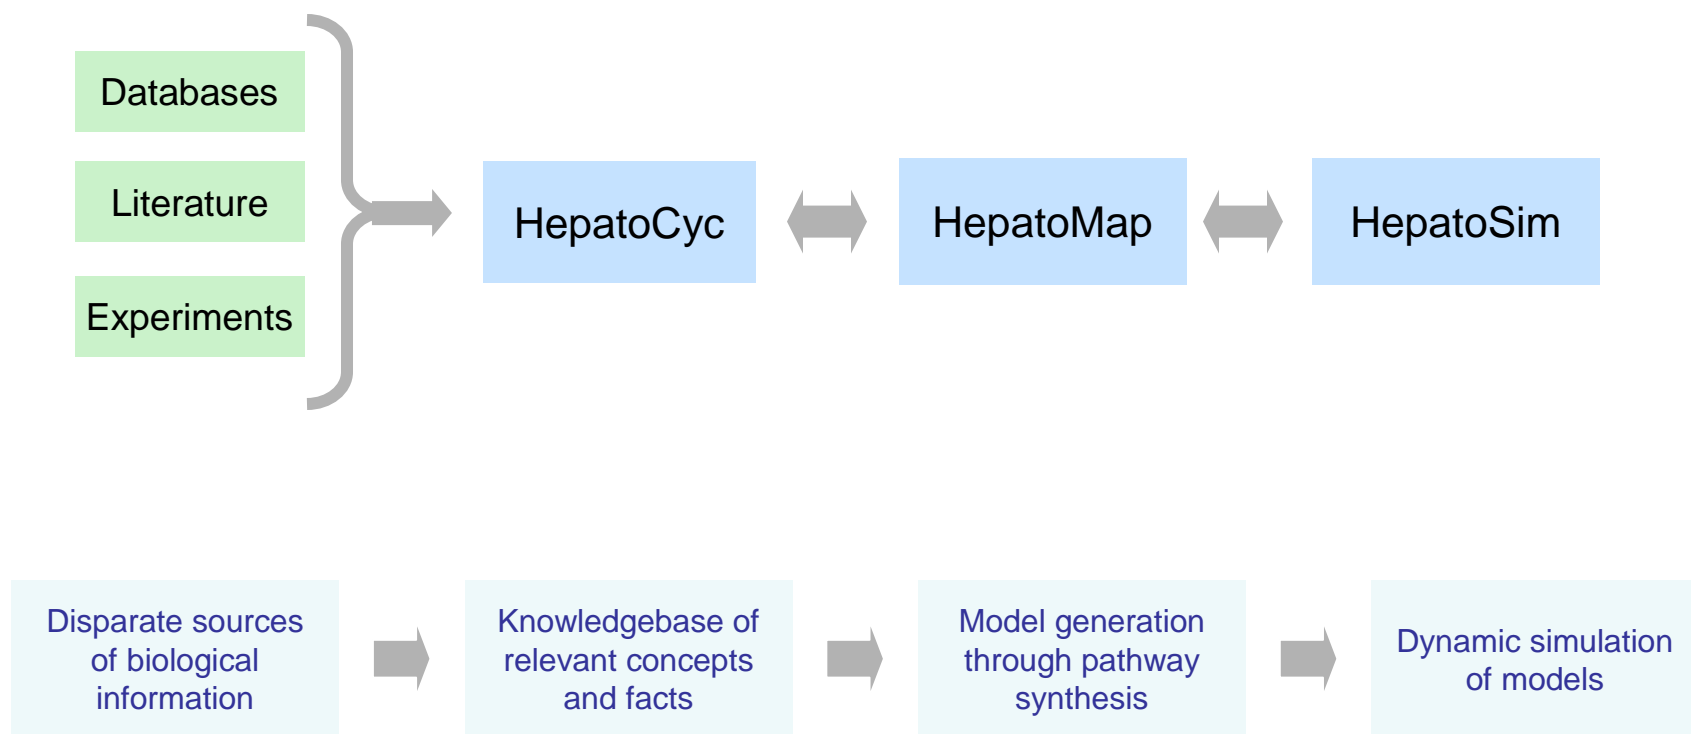 Databases
Literature
Experiments
HepatoCyc
HepatoMap
HepatoSim
Disparate sources
of biological
information
Knowledgebase of
relevant concepts
and facts
Model generation
through pathway
synthesis
Dynamic simulation
of models